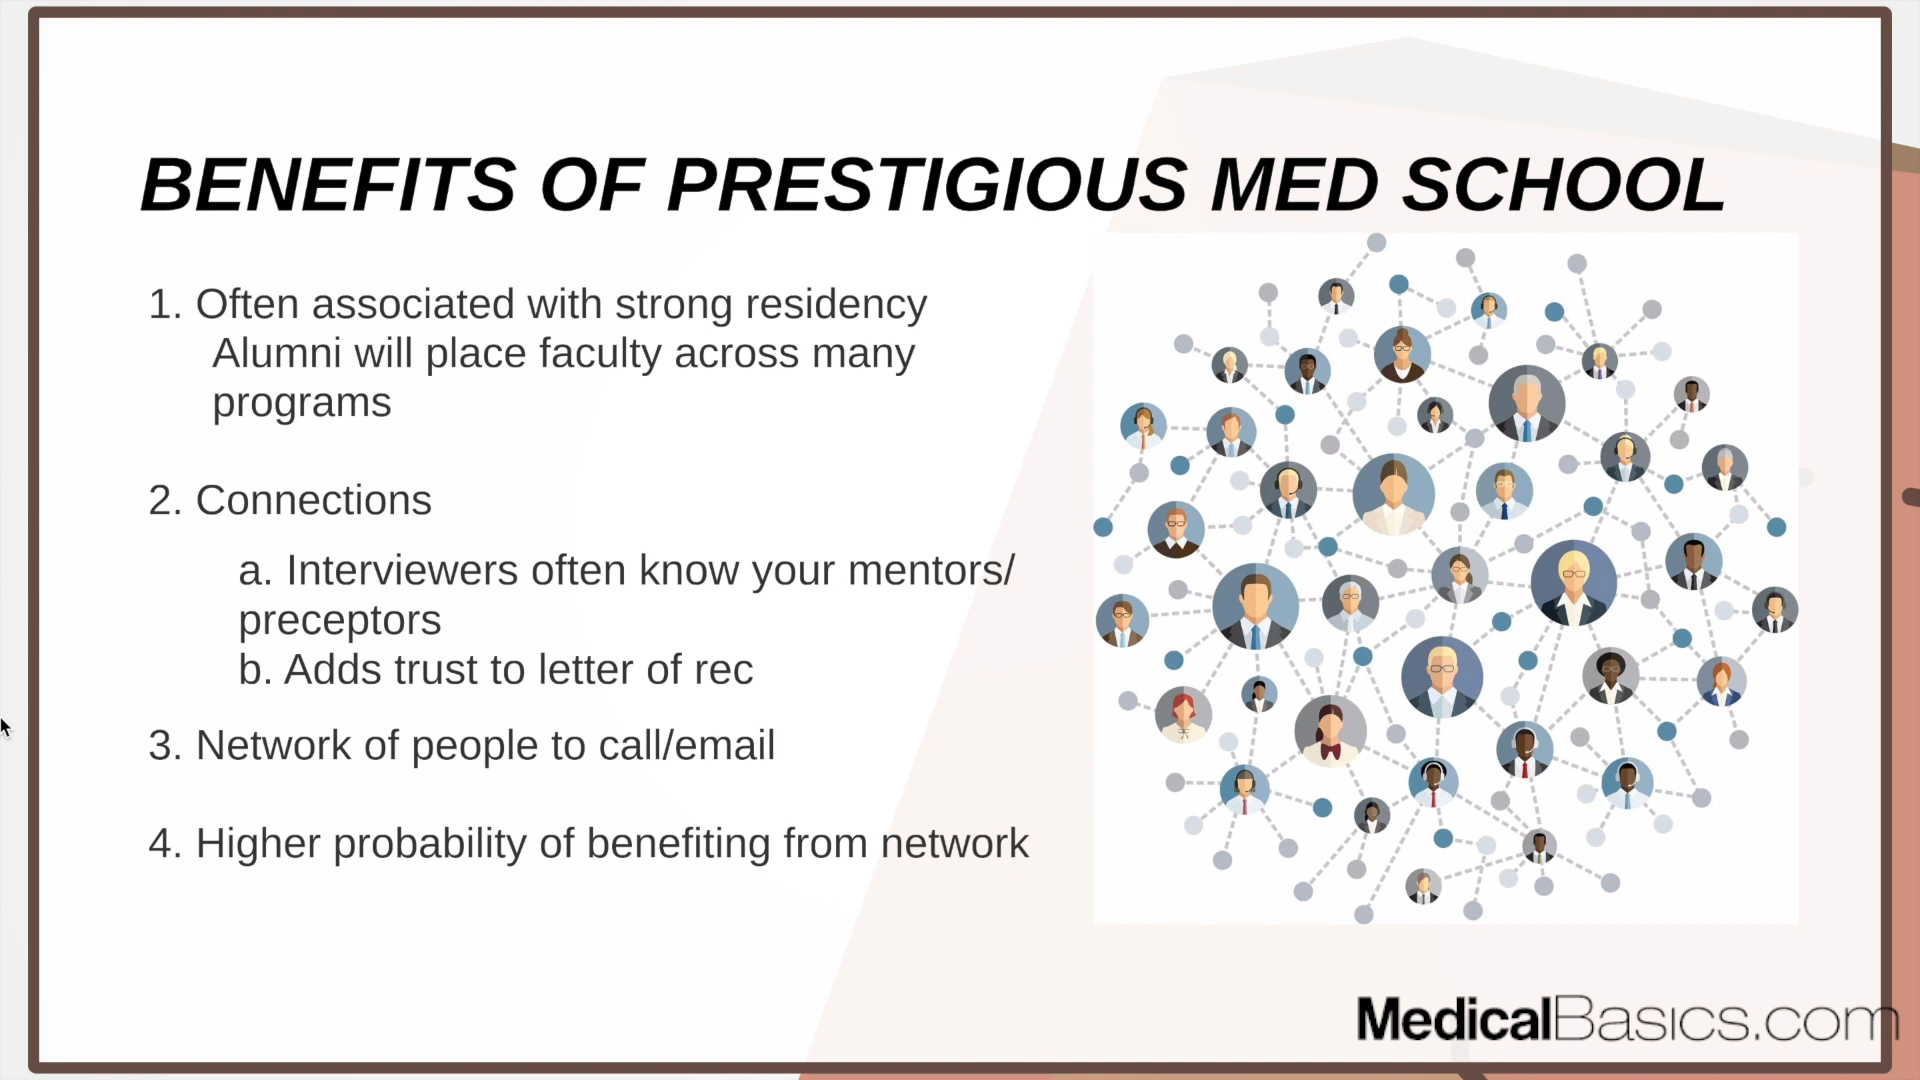 BENEFITS OF PRESTIGIOUS MED SCHOOL
1. Often associated with strong residency
Alumni will place faculty across many
programs
2. Connections
a. Interviewers often know your mentors/
preceptors
b. Adds trust to letter of rec
3. Network of people to call/email
4. Higher probability of benefiting from network
MedicalBasics.com